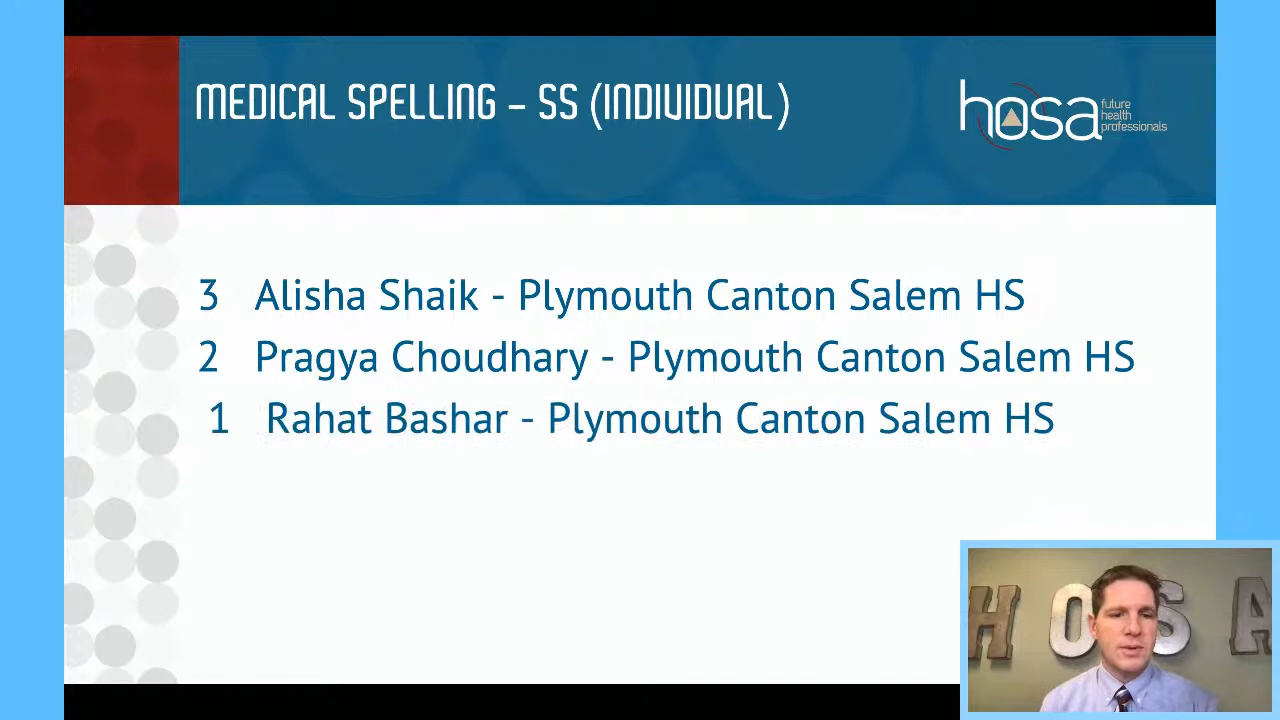 MEDICAL SPELLING – SS (INDIVIDUAL)
hosa
future
health
professionals
3 Alisha Shaik - Plymouth Canton Salem HS
2 Pragya Choudhary - Plymouth Canton Salem HS
1 Rahat Bashar - Plymouth Canton Salem HS
HOSA